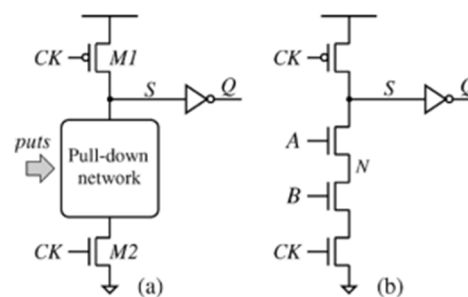 CK M1
S Q
puts
Pull-down
network
CK M2
(a)
CK
S Q
A
N
B
CK
(b)